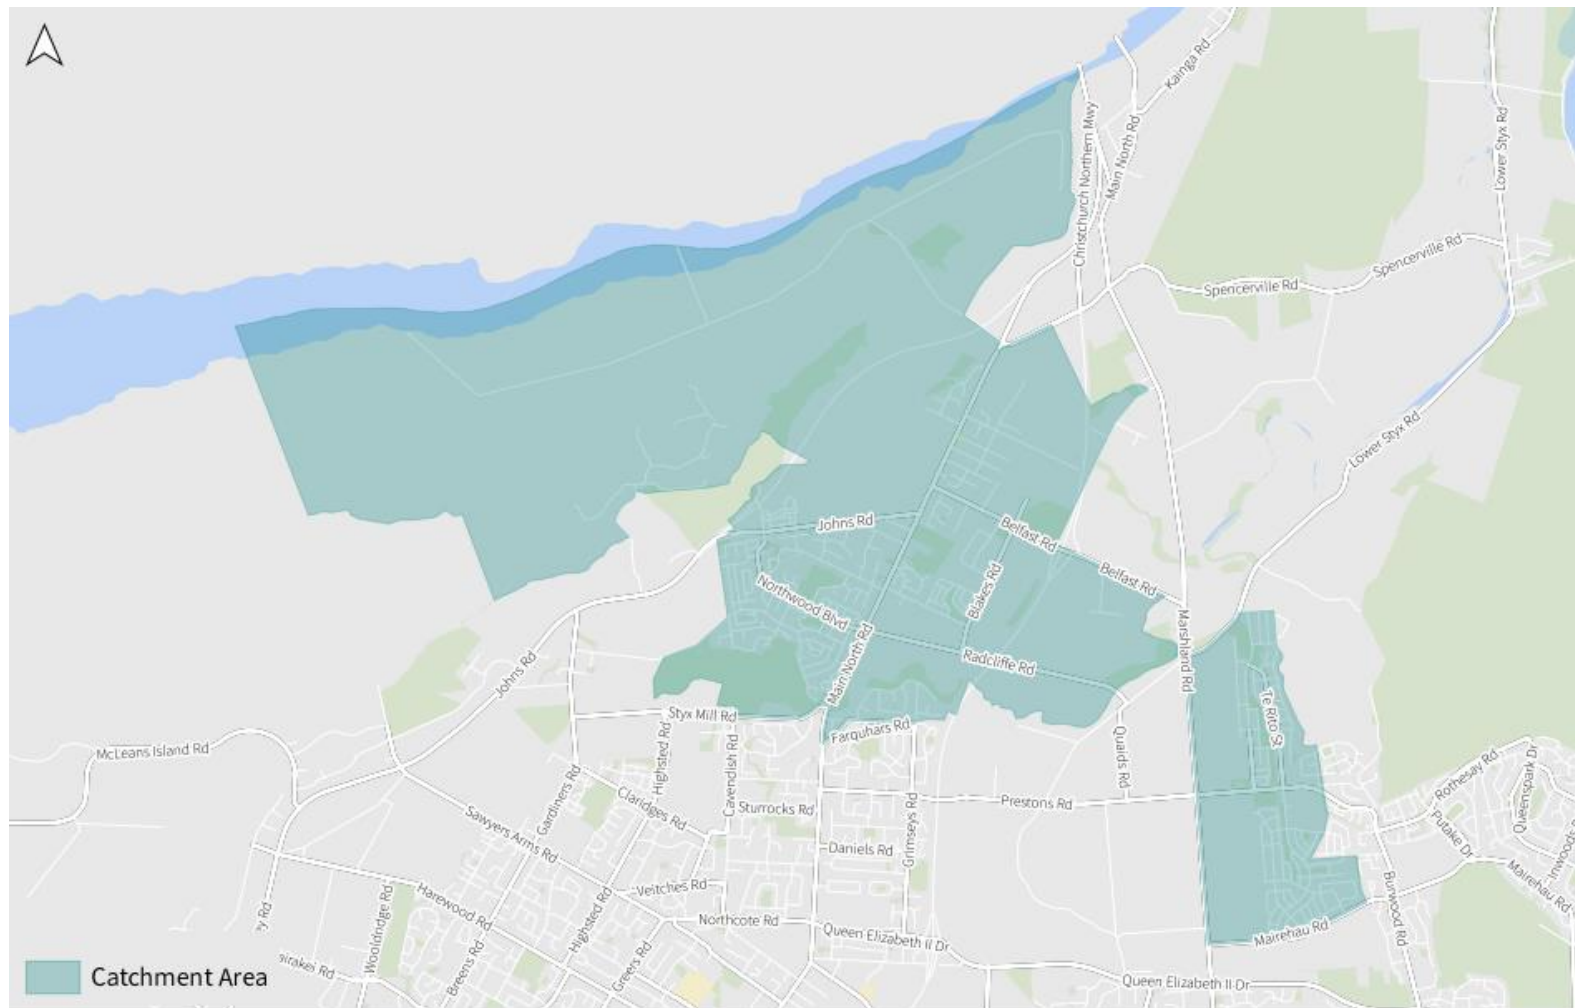 Kainga Rd
Christchurch Northern Mwy
Main North Rd
Lower Styx Rd
Spencerville Rd
Spencerville Rd
Lower Styx Rd
Johns Rd
Belfast Rd
Belfast Rd
Northwood Blvd
Blakes Rd
Main North Rd
Radcliffe Rd
Marshland Rd
Johns Rd
Styx Mill Rd
Farquhars Rd
Te Rito St
McLeans Island Rd
Highsted Rd
Cavendish Rd
Quaids Rd
Rothesay Rd
Queenspark Dr
Gardiners Rd
Claridges Rd
Sturrocks Rd
Grimseys Rd
Prestons Rd
Putake Dr
Sawyers Arms Rd
Daniels Rd
Mairehau Rd
Harewood Rd
Wooldridge Rd
Highsted Rd
Veitches Rd
Northcote Rd
Queen Elizabeth II Dr
Mairehau Rd
Burwood Rd
Breens Rd
Greers Rd
Queen Elizabeth II Dr
Catchment Area